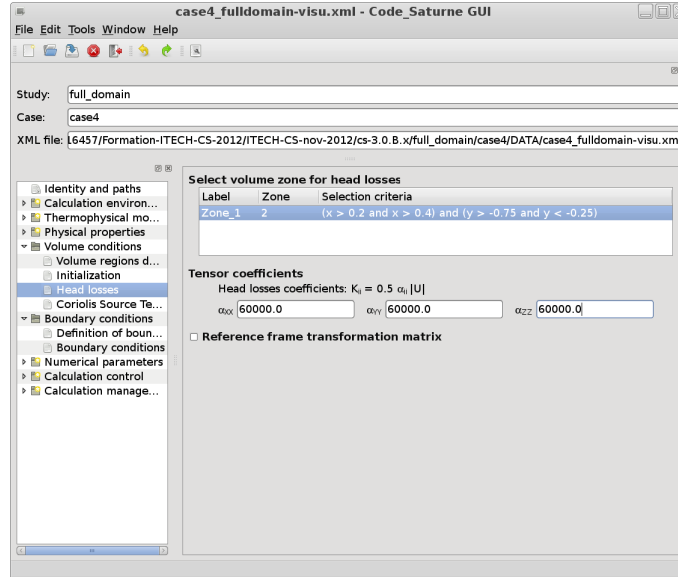 case4_fulldomain-visu.xml - Code_Saturne GUI
File Edit Tools Window Help
Study: full_domain
Case: case4
XML file: 16457/Formation-ITECH-CS-2012/ITECH-CS-nov-2012/cs-3.0.B.x/full_domain/case4/DATA/case4_fulldomain-visu.xm
Identity and paths
Calculation environ...
Thermophysical mo...
Physical properties
Volume conditions
Volume regions d...
Initialization
Head losses
Coriolis Source Te...
Boundary conditions
Definition of boun...
Boundary conditions
Numerical parameters
Calculation control
Calculation manage...
Select volume zone for head losses
Label Zone Selection criteria
Zone_1 2 (x > 0.2 and x > 0.4) and (y > -0.75 and y < -0.25)
Tensor coefficients
Head losses coefficients: Kᵢᵢ = 0.5 αᵢᵢ |U|
αXX 60000.0 αYY 60000.0 αZZ 60000.0
Reference frame transformation matrix